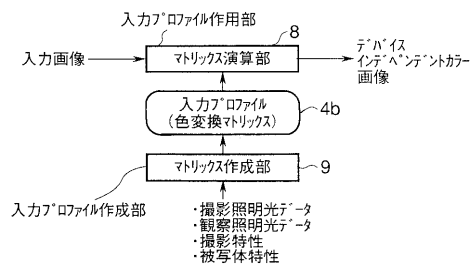 入力プロファイル作用部
8
入力画像
マトリックス演算部
デバイス
インデペンデントカラー
画像
入力プロファイル
(色変換マトリックス)
4b
マトリックス作成部
9
入力プロファイル作成部
・撮影照明光データ
・観察照明光データ
・撮影特性
・被写体特性